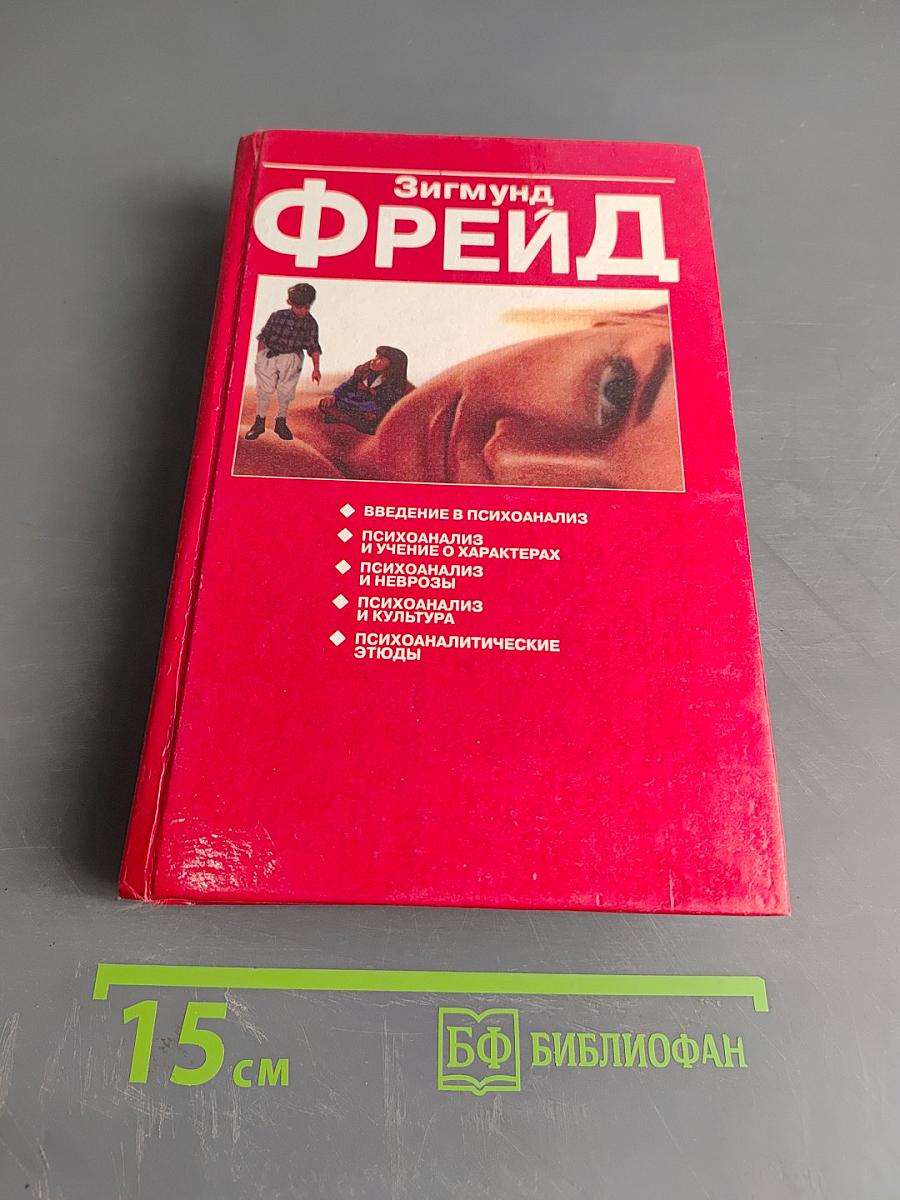 Зигмунд
ФРЕЙД
◆ ВВЕДЕНИЕ В ПСИХОАНАЛИЗ
◆ ПСИХОАНАЛИЗ
И УЧЕНИЕ О ХАРАКТЕРАХ
◆ ПСИХОАНАЛИЗ
И НЕВРОЗЫ
◆ ПСИХОАНАЛИЗ
И КУЛЬТУРА
◆ ПСИХОАНАЛИТИЧЕСКИЕ
ЭТЮДЫ
15 см
БФ БИБЛИОФАН